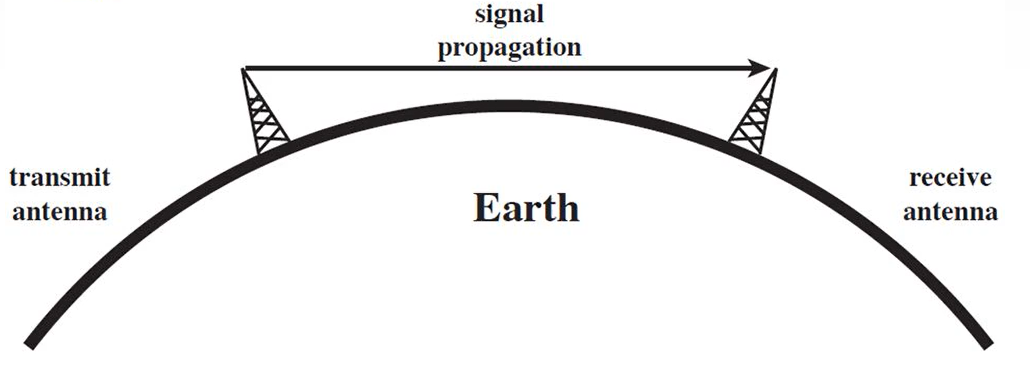 signal
propagation
transmit
antenna
Earth
receive
antenna